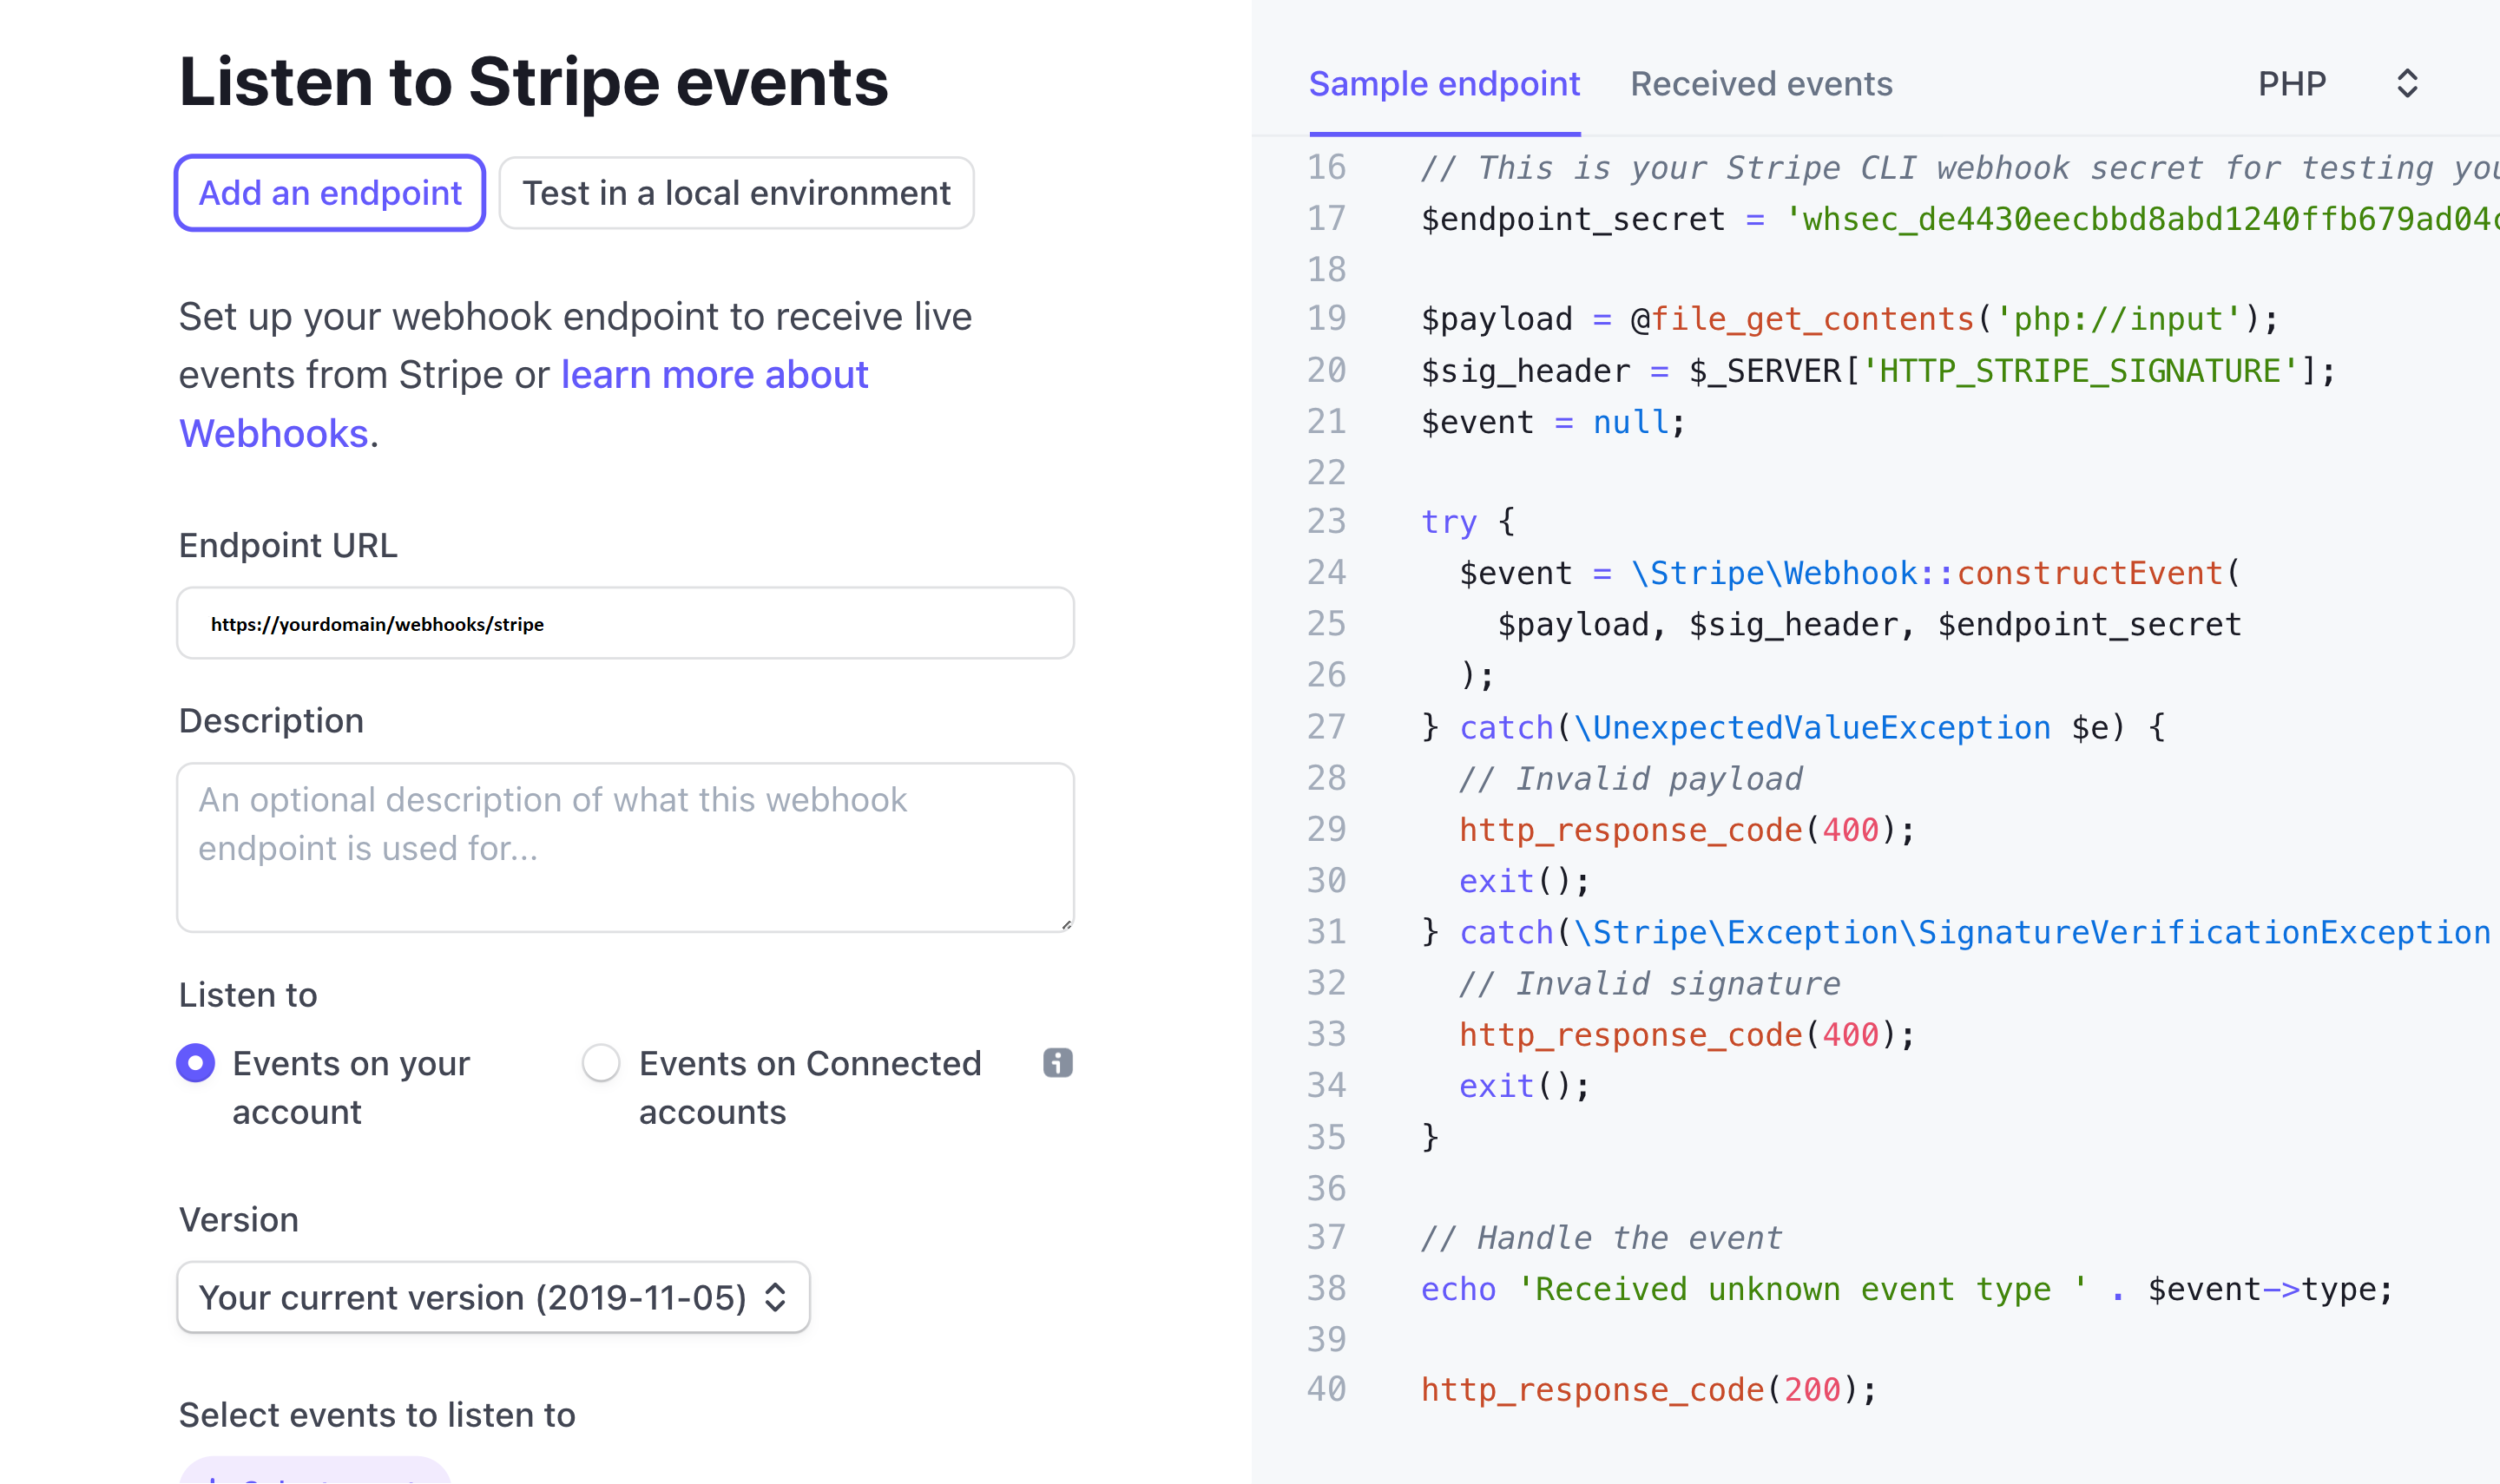 Listen to Stripe events
Add an endpoint
Test in a local environment
Set up your webhook endpoint to receive live
events from Stripe or learn more about
Webhooks.
Endpoint URL
https://yourdomain/webhooks/stripe
Description
An optional description of what this webhook
endpoint is used for...
Listen to
Events on your
account
Events on Connected
accounts
Version
Your current version (2019-11-05)
Select events to listen to
Sample endpoint
Received events
PHP
16 // This is your Stripe CLI webhook secret for testing
17 $endpoint_secret = 'whsec_de4430eecbbd8abd1240ffb679ad04
18
19 $payload = @file_get_contents('php://input');
20 $sig_header = $_SERVER['HTTP_STRIPE_SIGNATURE'];
21 $event = null;
22
23 try {
24 $event = \Stripe\Webhook::constructEvent(
25 $payload, $sig_header, $endpoint_secret
26 );
27 } catch(\UnexpectedValueException $e) {
28 // Invalid payload
29 http_response_code(400);
30 exit();
31 } catch(\Stripe\Exception\SignatureVerificationException
32 // Invalid signature
33 http_response_code(400);
34 exit();
35 }
36
37 // Handle the event
38 echo 'Received unknown event type ' . $event->type;
39
40 http_response_code(200);